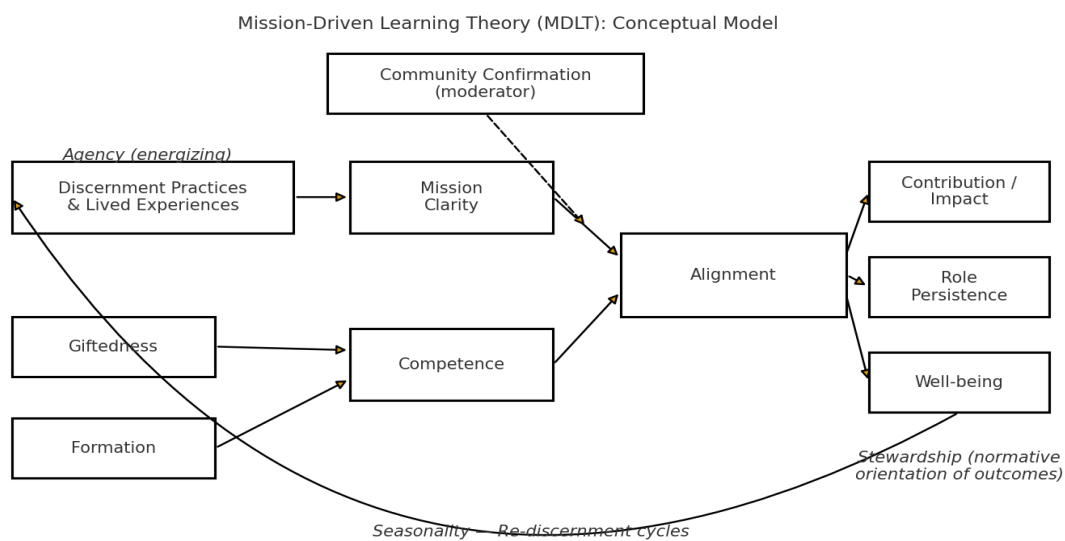 Mission-Driven Learning Theory (MDLT): Conceptual Model
Community Confirmation
(moderator)
Agency (energizing)
Discernment Practices
& Lived Experiences
Mission
Clarity
Contribution /
Impact
Alignment
Role
Persistence
Giftedness
Competence
Well-being
Formation
Stewardship (normative
orientation of outcomes)
Seasonality — Re-discernment cycles